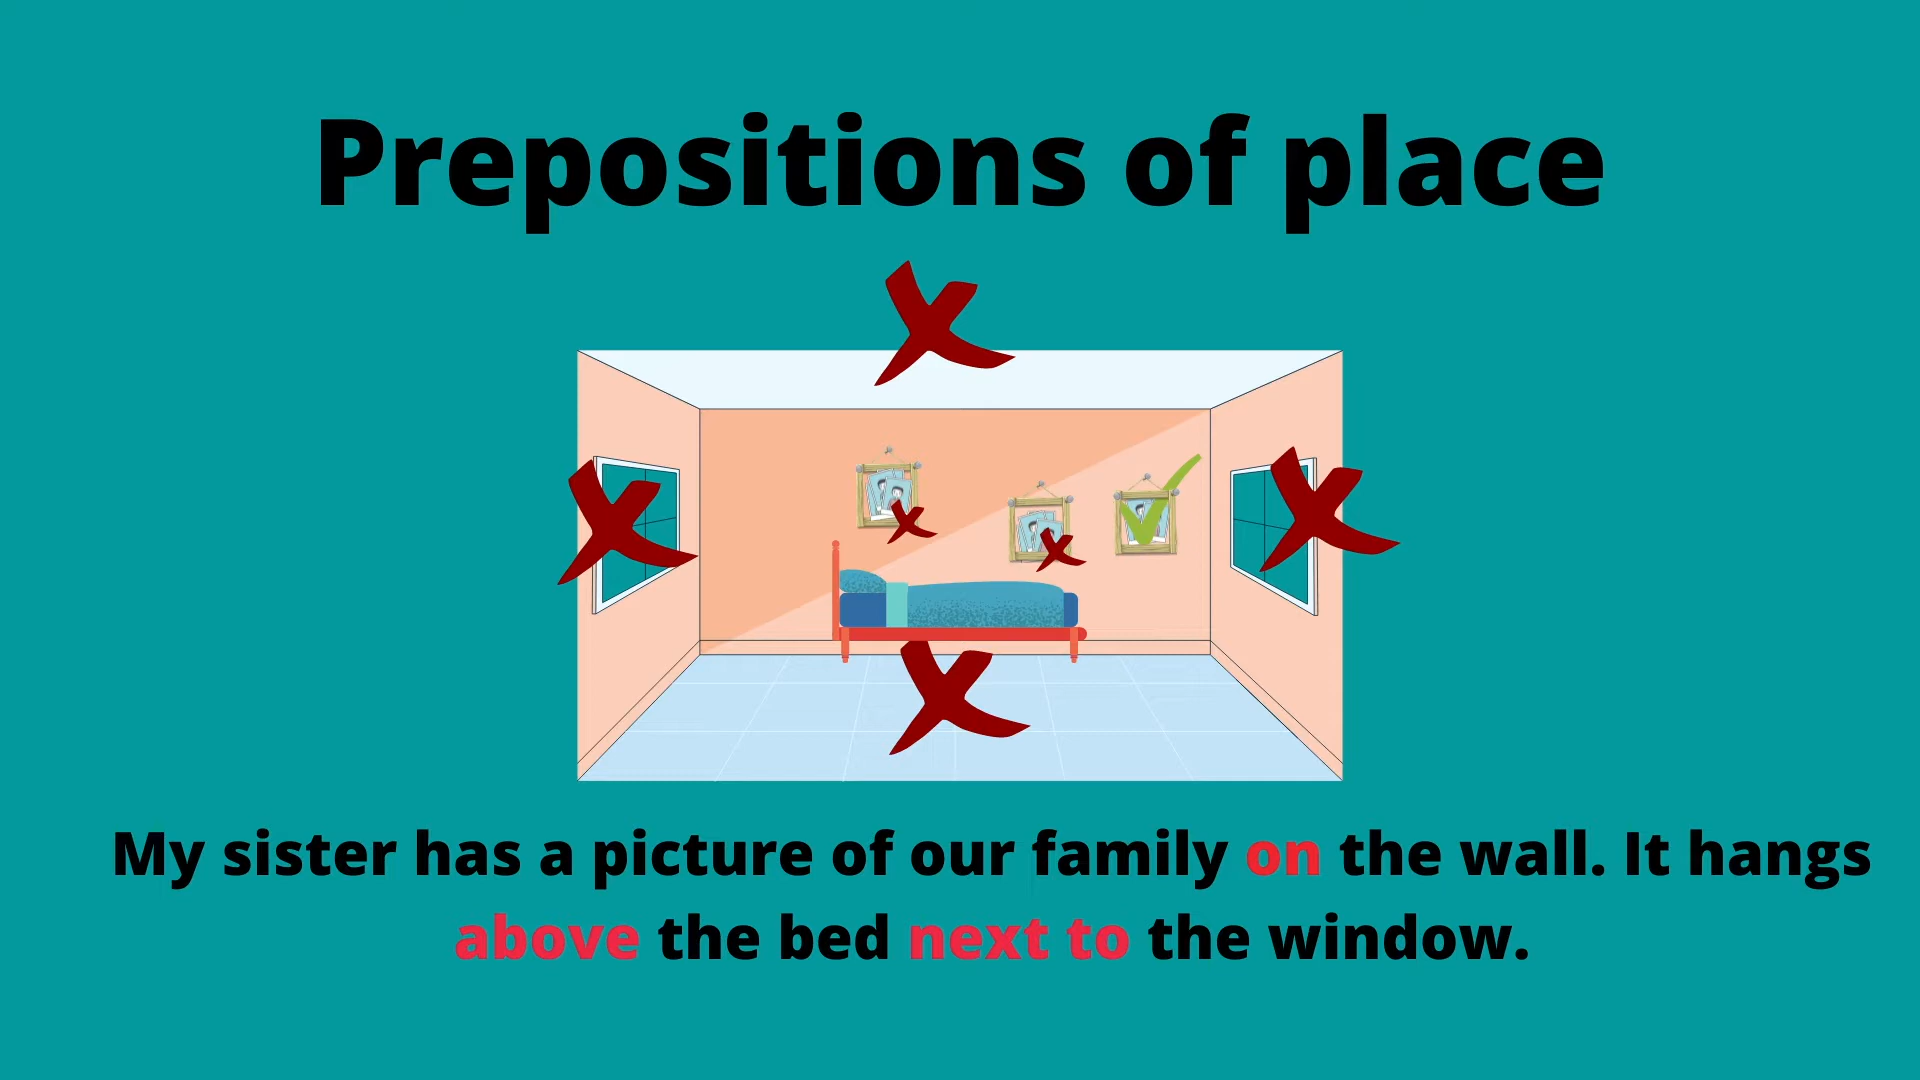 Prepositions of place
My sister has a picture of our family on the wall. It hangs
above the bed next to the window.